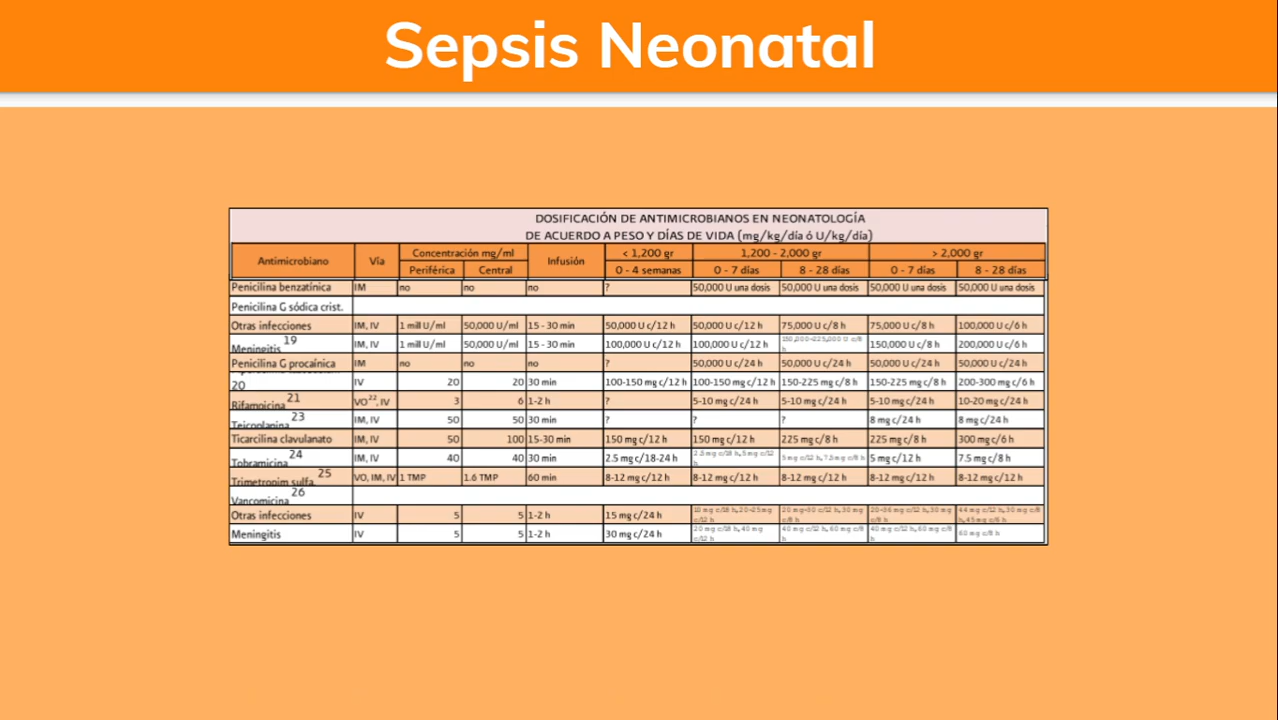 Sepsis Neonatal
DOSIFICACIÓN DE ANTIMICROBIANOS EN NEONATOLOGÍA
DE ACUERDO A PESO Y DÍAS DE VIDA (mg/kg/día ó U/kg/día)
Antimicrobiano Vía Concentración mg/ml Infusión < 1,200 gr 1,200 - 2,000 gr > 2,000 gr
Periférica Central 0 - 4 semanas 0 - 7 días 8 - 28 días 0 - 7 días 8 - 28 días
Penicilina benzatínica IM no no no ? 50,000 U una dosis 50,000 U una dosis 50,000 U una dosis 50,000 U una dosis
Penicilina G sódica crist.
Otras infecciones IM, IV 1 mill U/ml 50,000 U/ml 15 - 30 min 50,000 U c/12 h 50,000 U c/12 h 75,000 U c/8 h 75,000 U c/8 h 100,000 U c/6 h
Meningitis 19 IM, IV 1 mill U/ml 50,000 U/ml 15 - 30 min 100,000 U c/12 h 100,000 U c/12 h 150,000-225,000 U c/8 h 150,000 U c/8 h 200,000 U c/6 h
Penicilina G procaínica IM no no no ? 50,000 U c/24 h 50,000 U c/24 h 50,000 U c/24 h 50,000 U c/24 h
20 IV 20 20 30 min 100-150 mg c/12 h 100-150 mg c/12 h 150-225 mg c/8 h 150-225 mg c/8 h 200-300 mg c/6 h
Rifampicina 21 VO22, IV 3 6 1-2 h ? 5-10 mg c/24 h 5-10 mg c/24 h 5-10 mg c/24 h 10-20 mg c/24 h
Teicoplanina 23 IM, IV 50 50 30 min ? ? ? 8 mg c/24 h 8 mg c/24 h
Ticarcilina clavulanato IM, IV 50 100 15-30 min 150 mg c/12 h 150 mg c/12 h 225 mg c/8 h 225 mg c/8 h 300 mg c/6 h
Tobramicina 24 IM, IV 40 40 30 min 2.5 mg c/18-24 h 5 mg c/12 h 7.5 mg c/8 h
Trimetropim sulfa. 25 VO, IM, IV 1 TMP 1.6 TMP 60 min 8-12 mg c/12 h 8-12 mg c/12 h 8-12 mg c/12 h 8-12 mg c/12 h 8-12 mg c/12 h
Vancomicina 26
Otras infecciones IV 5 5 1-2 h 15 mg c/24 h
Meningitis IV 5 5 1-2 h 30 mg c/24 h